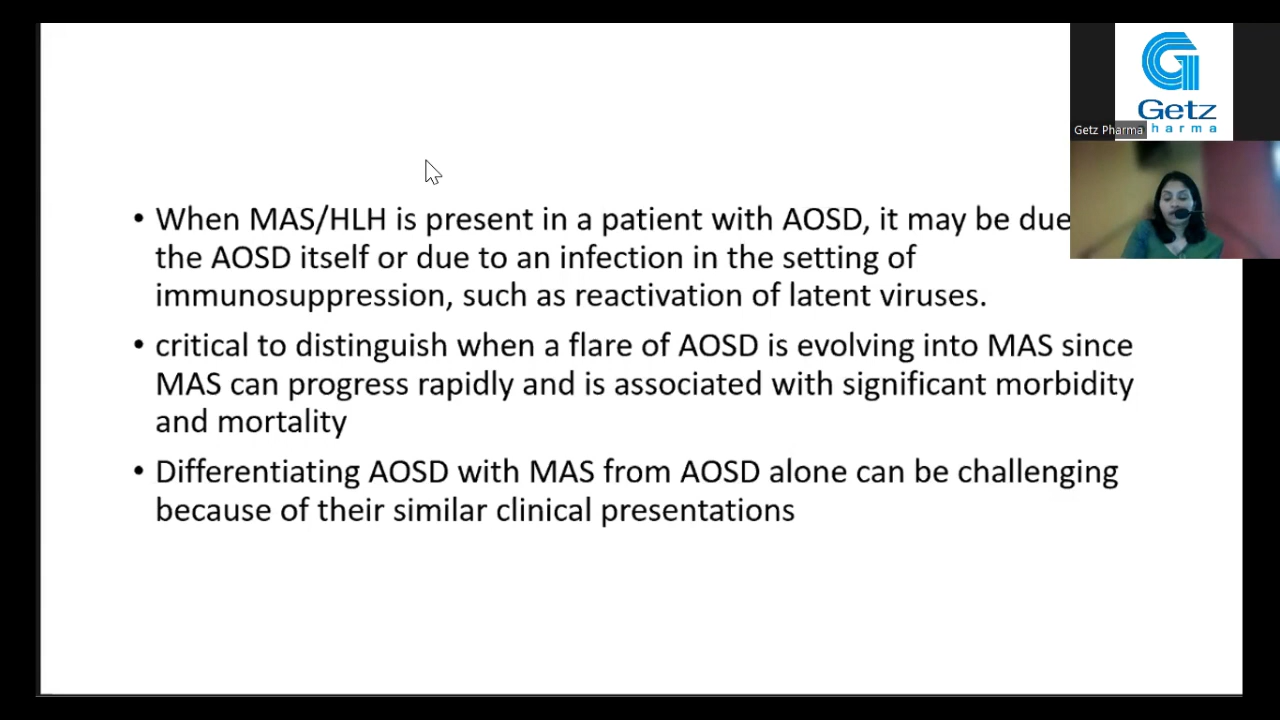 Getz
harma
Getz Pharma
• When MAS/HLH is present in a patient with AOSD, it may be due
the AOSD itself or due to an infection in the setting of
immunosuppression, such as reactivation of latent viruses.
• critical to distinguish when a flare of AOSD is evolving into MAS since
MAS can progress rapidly and is associated with significant morbidity
and mortality
• Differentiating AOSD with MAS from AOSD alone can be challenging
because of their similar clinical presentations